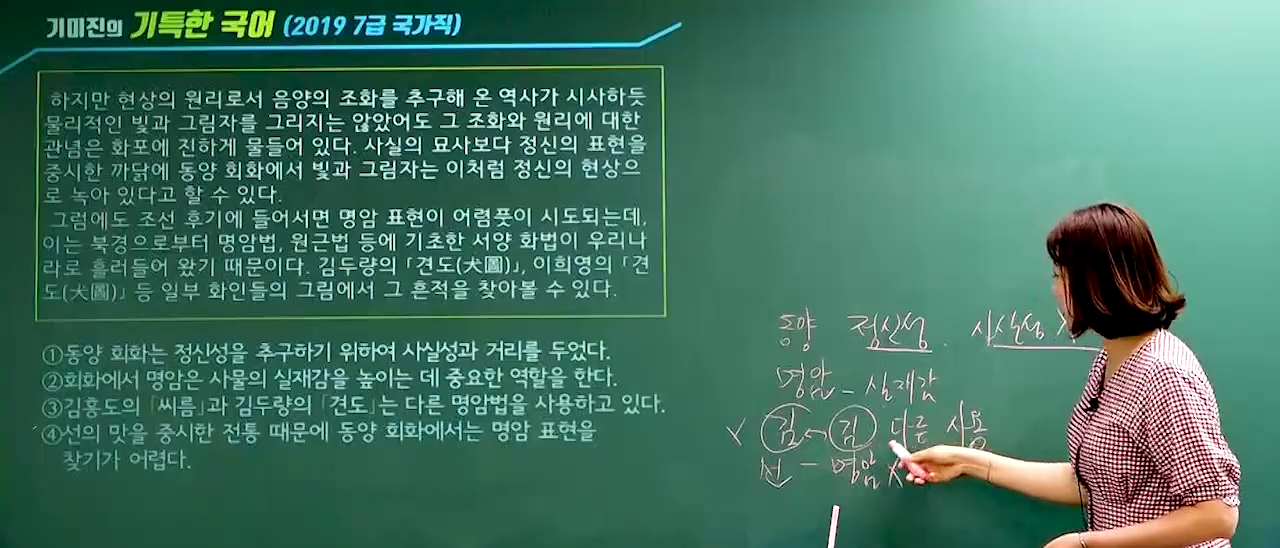 기미진의 기특한 국어 (2019 7급 국가직)
하지만 현상의 원리로서 음양의 조화를 추구해 온 역사가 시사하듯
물리적인 빛과 그림자를 그리지는 않았어도 그 조화와 원리에 대한
관념은 화포에 진하게 물들어 있다. 사실의 묘사보다 정신의 표현을
중시한 까닭에 동양 회화에서 빛과 그림자는 이처럼 정신의 현상으
로 녹아 있다고 할 수 있다.
그럼에도 조선 후기에 들어서면 명암 표현이 어렴풋이 시도되는데,
이는 북경으로부터 명암법, 원근법 등에 기초한 서양 화법이 우리나
라로 흘러들어 왔기 때문이다. 김두량의 「견도(犬圖)」, 이희영의 「견
도(犬圖)」 등 일부 화인들의 그림에서 그 흔적을 찾아볼 수 있다.
①동양 회화는 정신성을 추구하기 위하여 사실성과 거리를 두었다.
②회화에서 명암은 사물의 실재감을 높이는 데 중요한 역할을 한다.
③김홍도의 「씨름」과 김두량의 「견도」는 다른 명암법을 사용하고 있다.
④선의 맛을 중시한 전통 때문에 동양 회화에서는 명암 표현을
찾기가 어렵다.
동양 정신성. 사실성 X
명암 - 실재감
X 김 김 다른 사용
선 - 명암 X